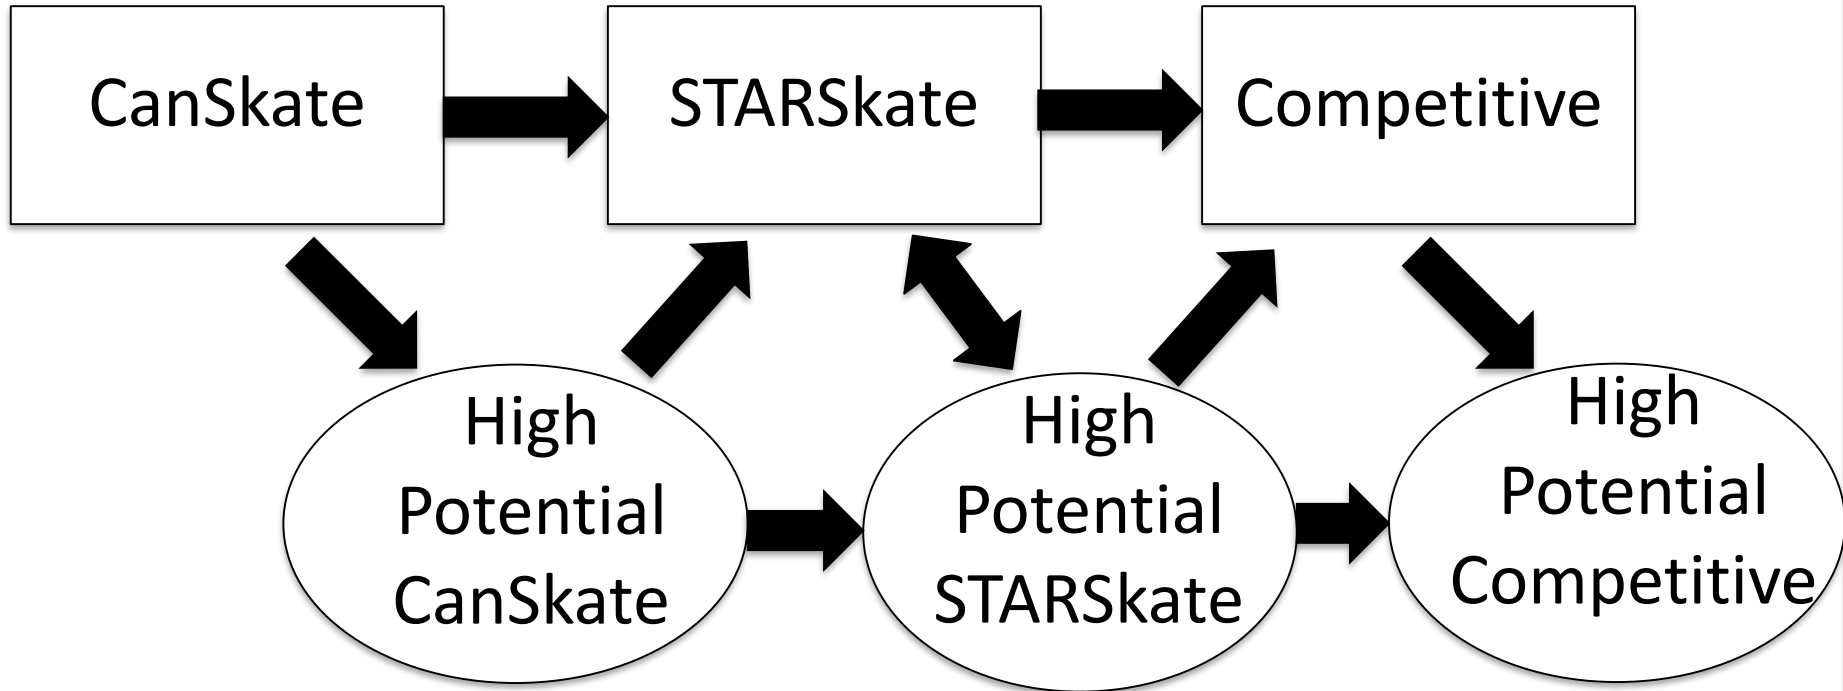 CanSkate
STARSkate
Competitive
High
Potential
CanSkate
High
Potential
STARSkate
High
Potential
Competitive